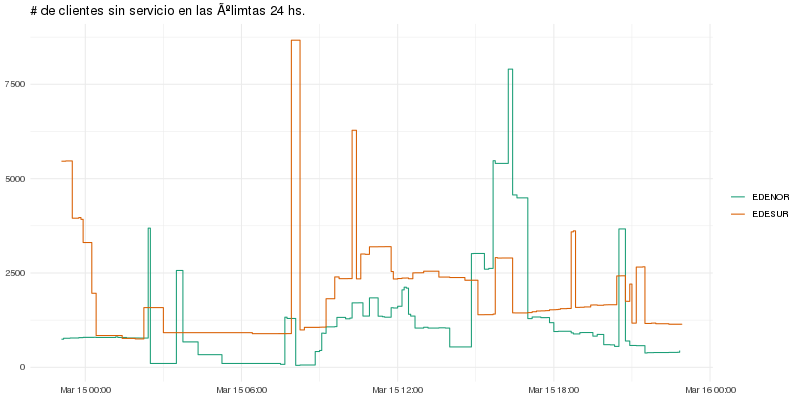 # de clientes sin servicio en las Ãºlimtas 24 hs.
7500
5000
2500
0
Mar 15 00:00
Mar 15 06:00
Mar 15 12:00
Mar 15 18:00
Mar 16 00:00
EDENOR
EDESUR